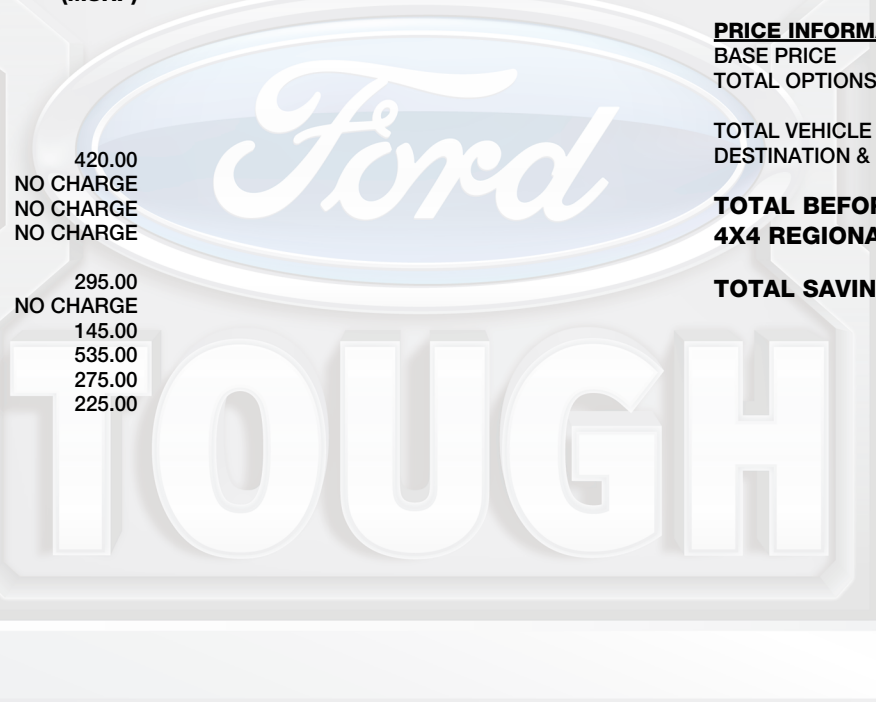 PRICE INFORM
BASE PRICE
TOTAL OPTIONS
TOTAL VEHICLE
DESTINATION &
TOTAL BEFOR
4X4 REGIONA
TOTAL SAVIN
420.00
NO CHARGE
NO CHARGE
NO CHARGE
295.00
NO CHARGE
145.00
535.00
275.00
225.00
Ford
TOUGH